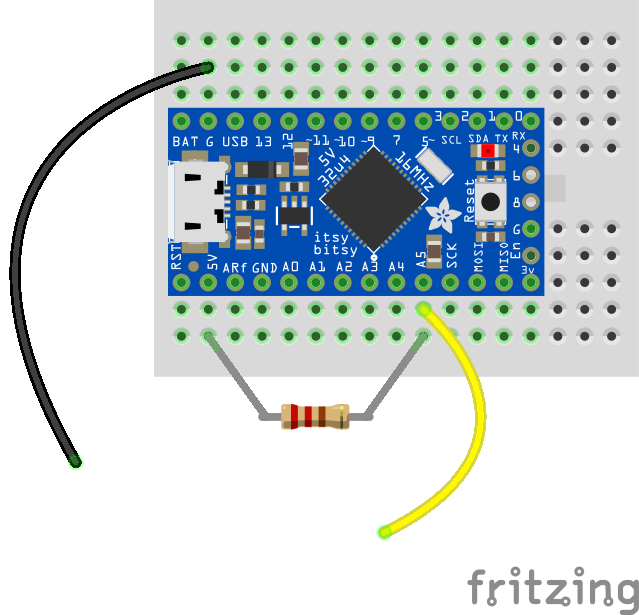 3 2 1 0
BAT G USB 13 12 ~11 ~10 ~9 7 5~ SCL SDA TX RX
4
6
8
G
En
3v
5V
32u4
16MHz
Reset
itsy
bitsy
RST 5V ARf GND A0 A1 A2 A3 A4 A5 SCK MOSI MISO
fritzing